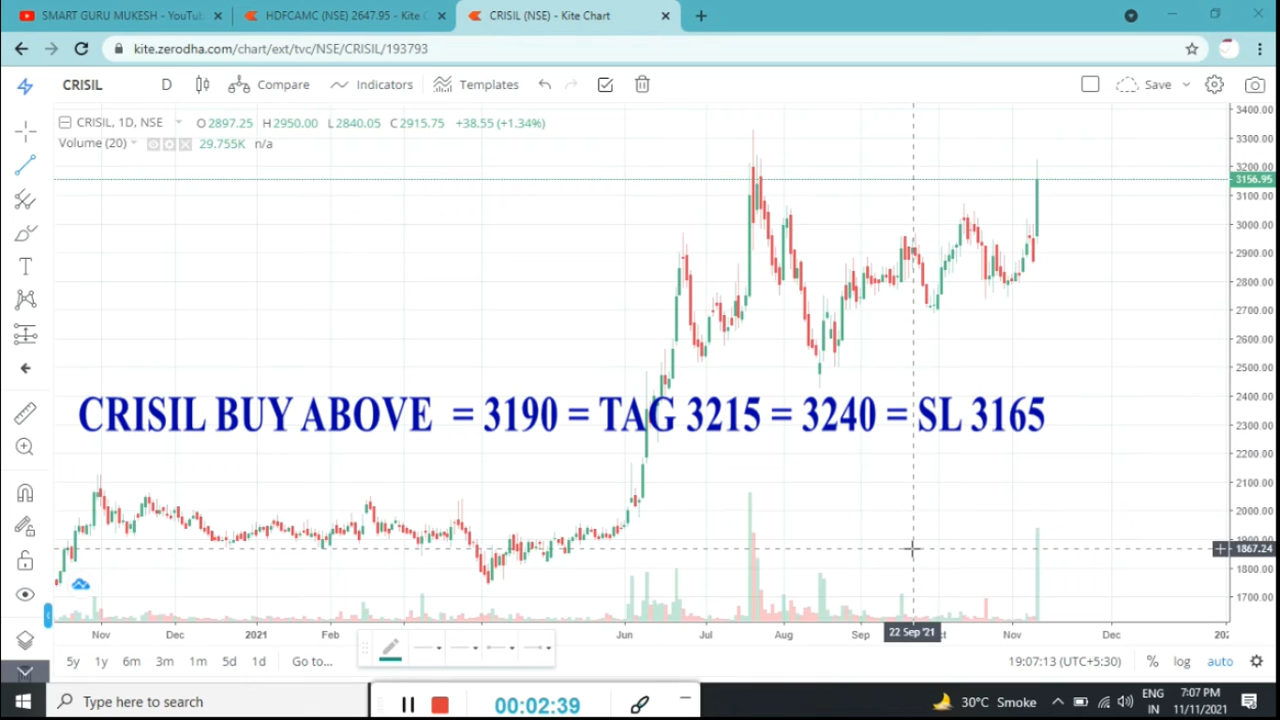 SMART GURU MUKESH - YouTub
HDFCAMC (NSE) 2647.95 - Kite C
CRISIL (NSE) - Kite Chart
kite.zerodha.com/chart/ext/tvc/NSE/CRISIL/193793
CRISIL D Compare Indicators Templates Save
CRISIL, 1D, NSE O2897.25 H2950.00 L2840.05 C2915.75 +38.55 (+1.34%)
Volume (20) 29.755K n/a
3400.00
3300.00
3200.00
3156.95
3100.00
3000.00
2900.00
2800.00
2700.00
2600.00
2500.00
2400.00
2300.00
2200.00
2100.00
2000.00
1900.00
1867.24
1800.00
1700.00
CRISIL BUY ABOVE = 3190 = TAG 3215 = 3240 = SL 3165
Nov Dec 2021 Feb Jun Jul Aug Sep 22 Sep '21 Nov Dec
5y 1y 6m 3m 1m 5d 1d Go to... 19:07:13 (UTC+5:30) % log auto
Type here to search
00:02:39
30°C Smoke
ENG
IN
7:07 PM
11/11/2021